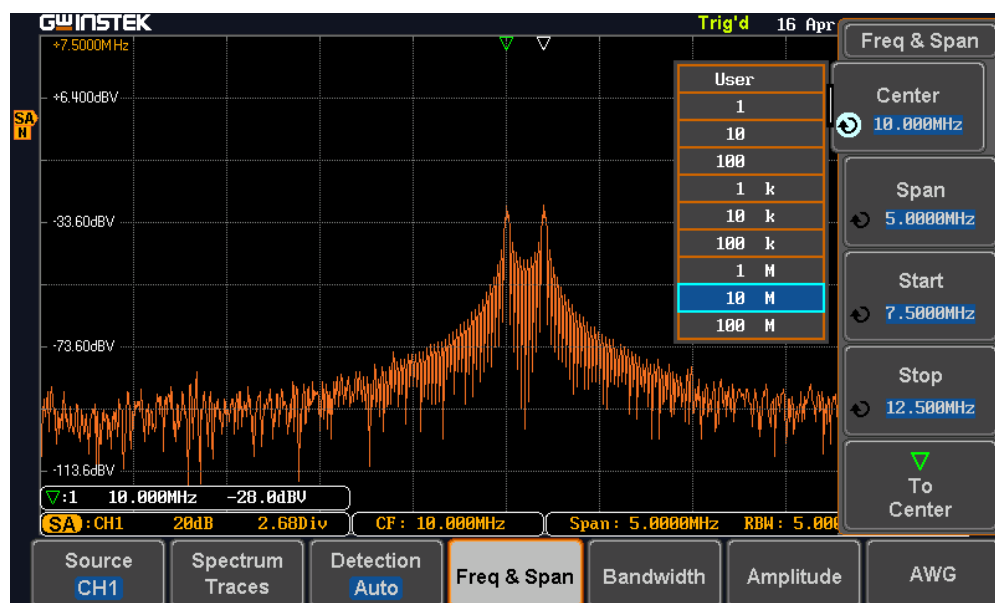 GWINSTEK
Trig'd 16 Apr
+7.5000MHz
+6.400dBV
SA
N
-33.60dBV
-73.60dBV
-113.6dBV
User
1
10
100
1 k
10 k
100 k
1 M
10 M
100 M
Freq & Span
Center
10.000MHz
Span
5.0000MHz
Start
7.5000MHz
Stop
12.500MHz
To
Center
:1 10.000MHz -28.0dBV
SA :CH1 20dB 2.68Div CF: 10.000MHz Span: 5.0000MHz RBW: 5.000
Source
CH1
Spectrum
Traces
Detection
Auto
Freq & Span
Bandwidth
Amplitude
AWG